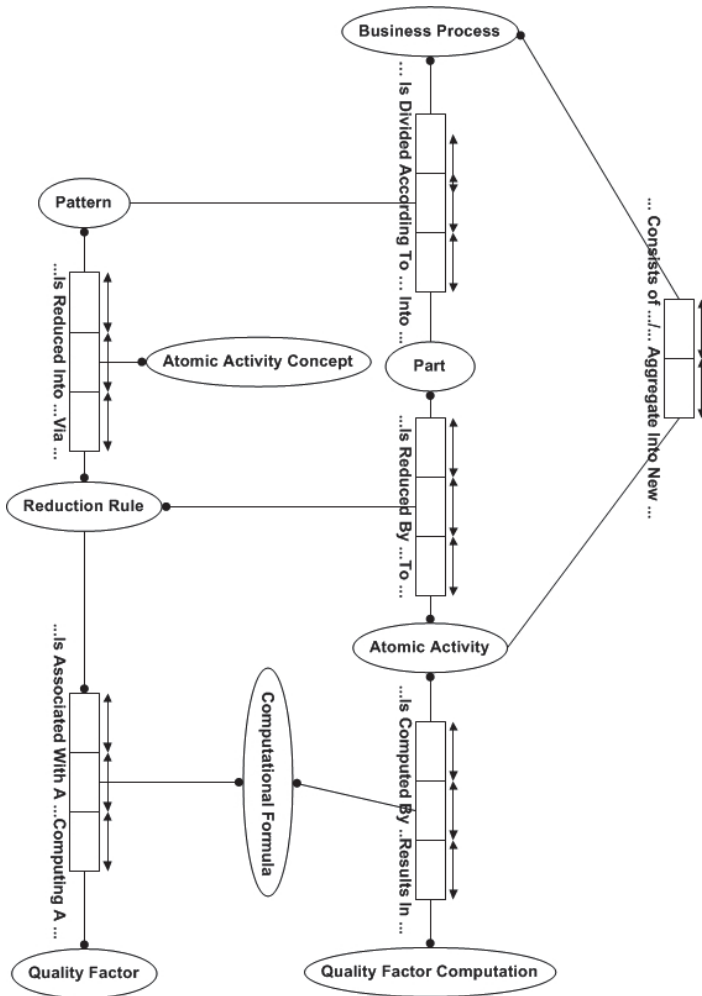 Business Process
... Is Divided According To .... Into ...
... Consists of .../... Aggregate Into New ...
Pattern
...Is Reduced Into ...Via ...
Atomic Activity Concept
Part
...Is Reduced By ...To ...
Reduction Rule
Atomic Activity
...Is Associated With A ...Computing A ...
Computational Formula
...Is Computed By ..Results In ...
Quality Factor
Quality Factor Computation